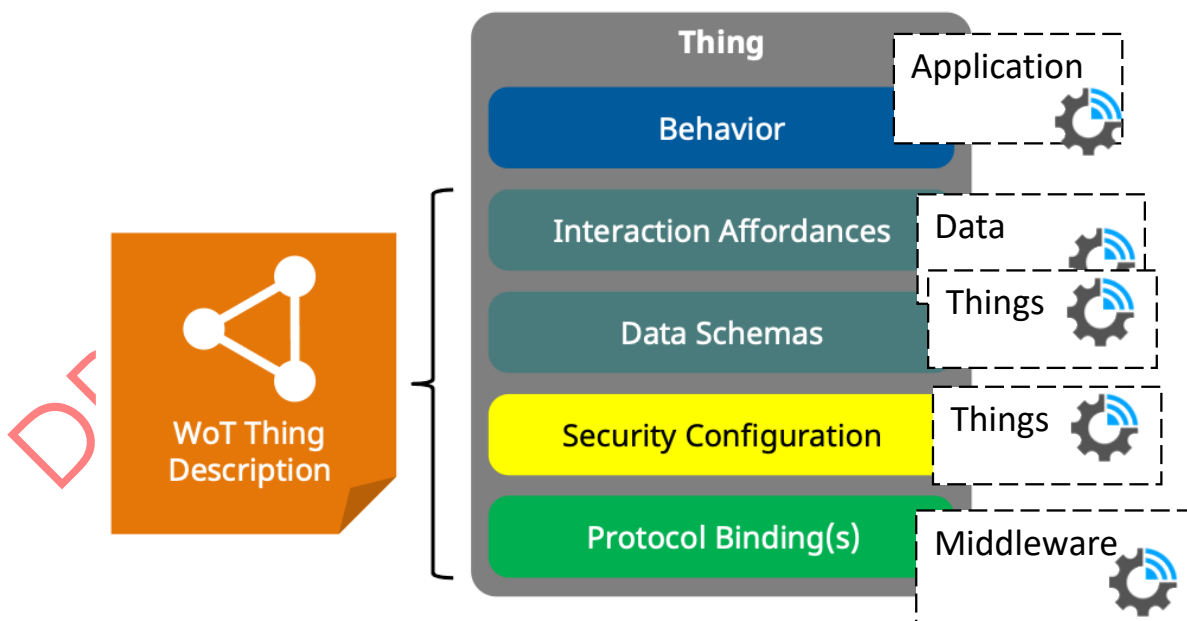 Thing
Application
Behavior
Interaction Affordances
Data
Things
Data Schemas
Things
WoT Thing
Description
Security Configuration
Protocol Binding(s)
Middleware